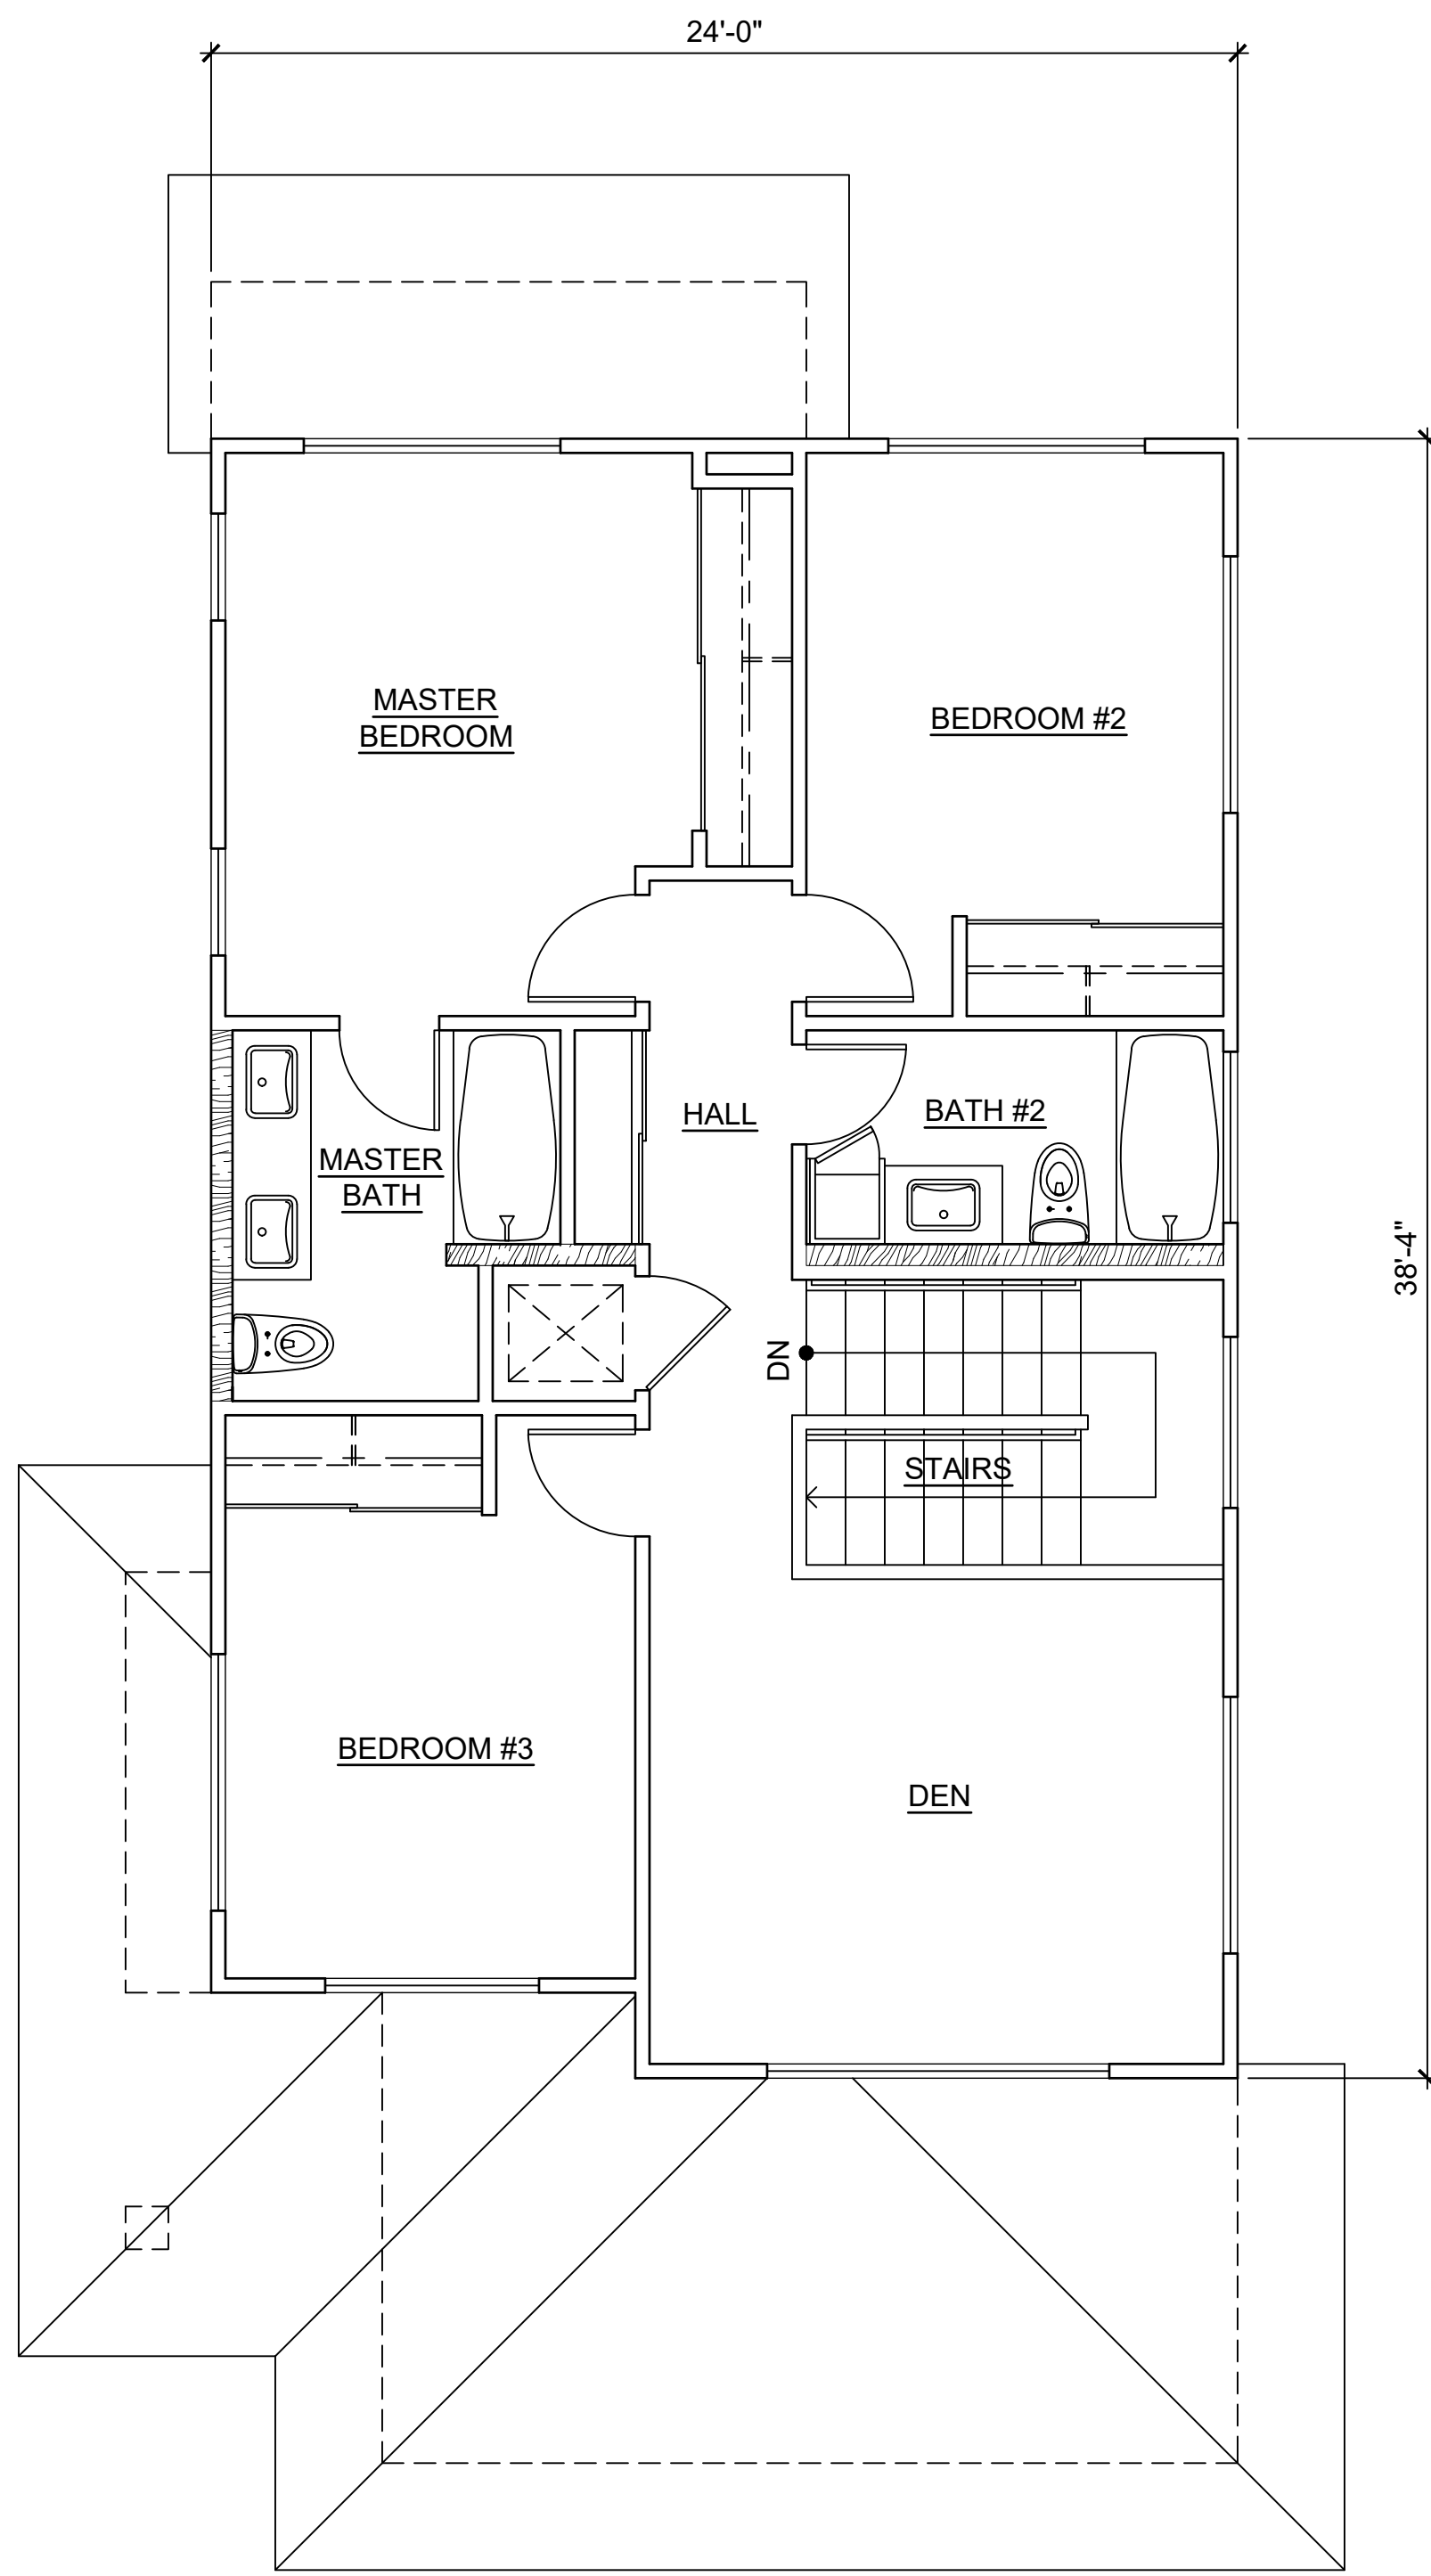 24'-0"
MASTER
BEDROOM
BEDROOM #2
HALL
BATH #2
MASTER
BATH
38'-4"
DN
STAIRS
BEDROOM #3
DEN